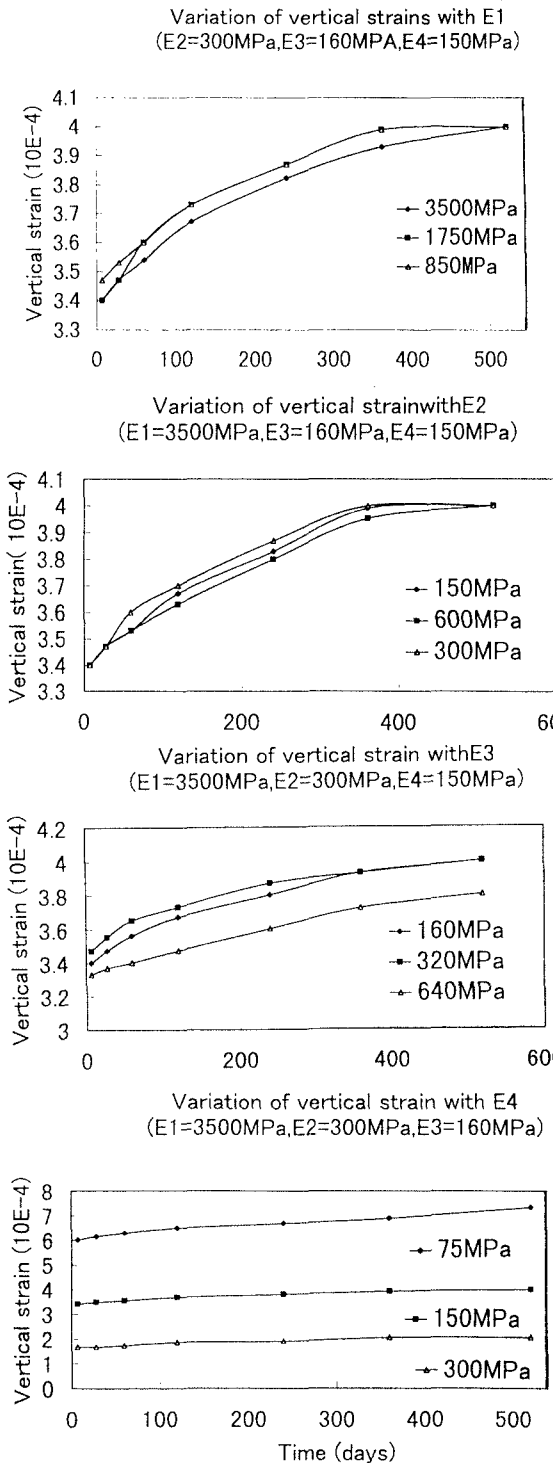 Variation of vertical strains with E1
(E2=300MPa,E3=160MPA,E4=150MPa)
Vertical strain (10E-4)
4.1
4
3.9
3.8
3.7
3.6
3.5
3.4
3.3
3500MPa
1750MPa
850MPa
0 100 200 300 400 500
Variation of vertical strainwithE2
(E1=3500MPa,E3=160MPa,E4=150MPa)
Vertical strain( 10E-4)
4.1
4
3.9
3.8
3.7
3.6
3.5
3.4
3.3
150MPa
600MPa
300MPa
0 200 400 600
Variation of vertical strain withE3
(E1=3500MPa,E2=300MPa,E4=150MPa)
Vertical strain (10E-4)
4.2
4
3.8
3.6
3.4
3.2
3
160MPa
320MPa
640MPa
0 200 400 600
Variation of vertical strain with E4
(E1=3500MPa,E2=300MPa,E3=160MPa)
Vertical strain (10E-4)
8
7
6
5
4
3
2
1
0
75MPa
150MPa
300MPa
0 100 200 300 400 500
Time (days)